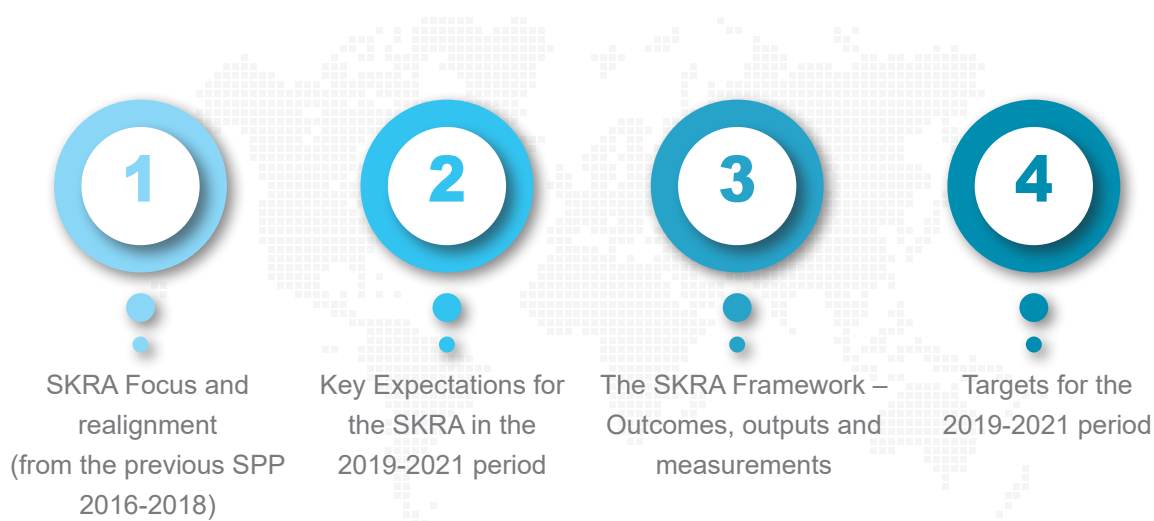 1
SKRA Focus and
realignment
(from the previous SPP
2016-2018)
2
Key Expectations for
the SKRA in the
2019-2021 period
3
The SKRA Framework –
Outcomes, outputs and
measurements
4
Targets for the
2019-2021 period